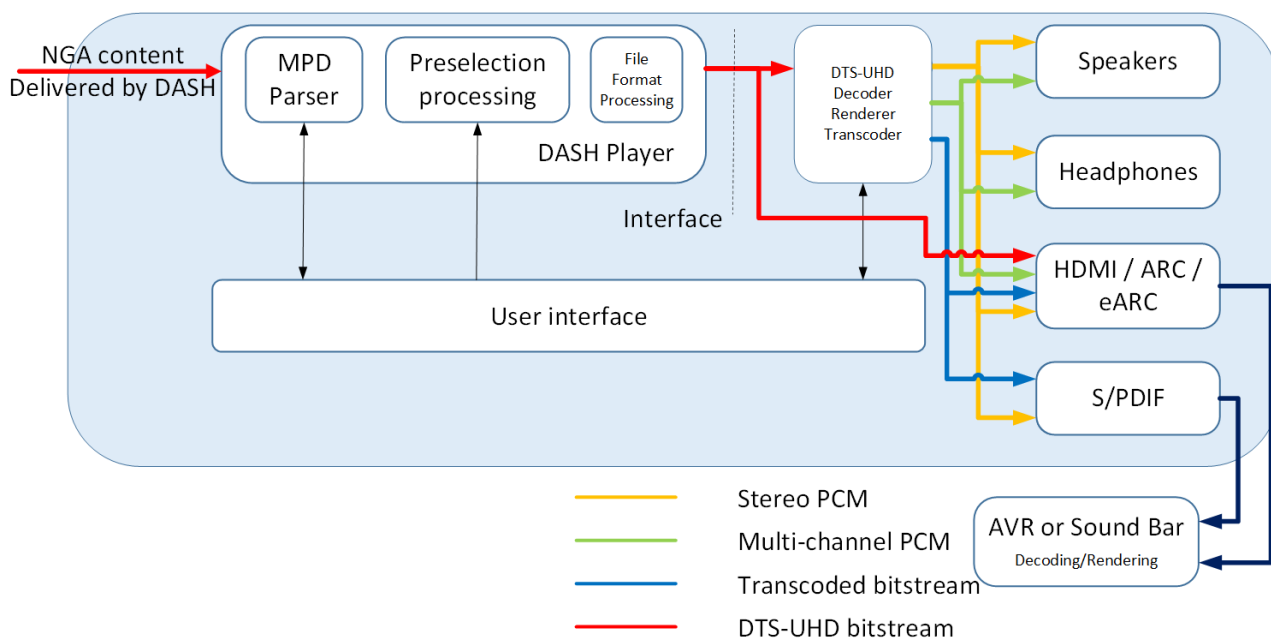 NGA content
Delivered by DASH
MPD
Parser
Preselection
processing
File
Format
Processing
DASH Player
Interface
DTS-UHD
Decoder
Renderer
Transcoder
Speakers
Headphones
HDMI / ARC /
eARC
S/PDIF
User interface
Stereo PCM
Multi-channel PCM
Transcoded bitstream
DTS-UHD bitstream
AVR or Sound Bar
Decoding/Rendering